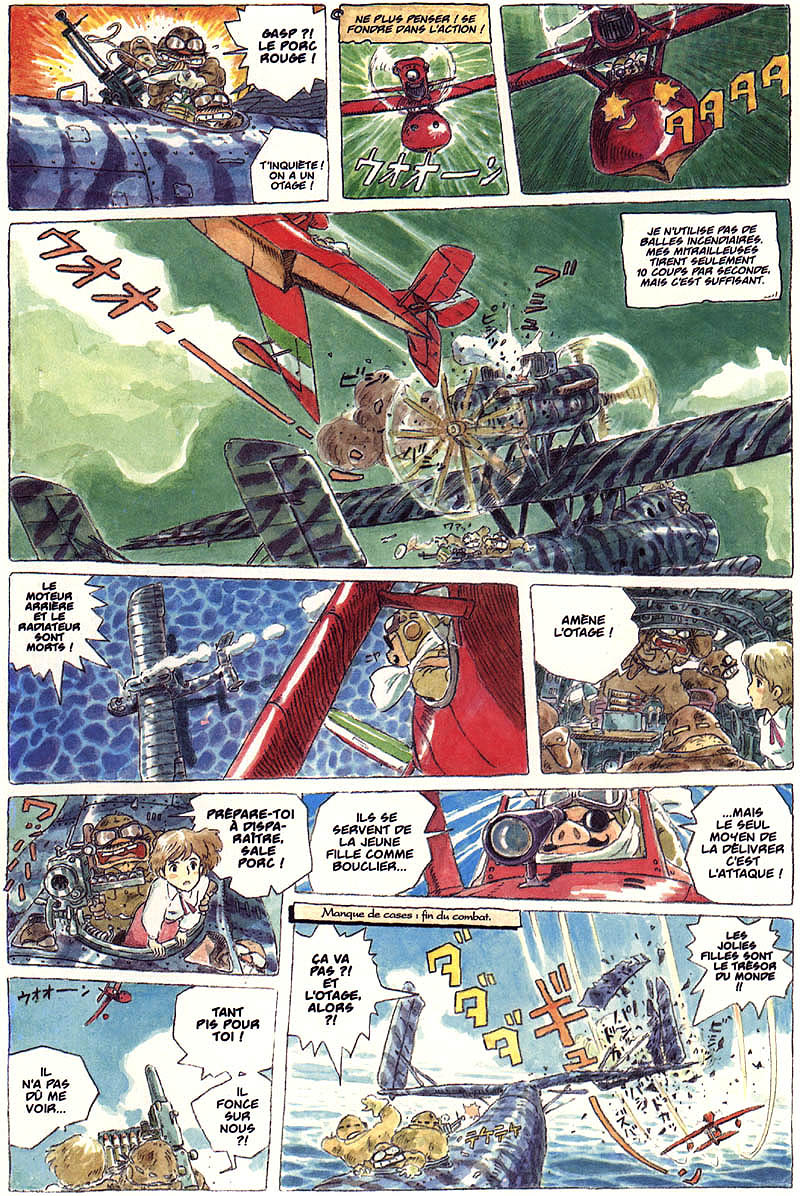 GASP ?!
LE PORC
ROUGE !
T'INQUIÈTE !
ON A UN
OTAGE !
NE PLUS PENSER ! SE
FONDRE DANS L'ACTION !
ウオオーン
AAAA
JE N'UTILISE PAS DE
BALLES INCENDIAIRES.
MES MITRAILLEUSES
TIRENT SEULEMENT
10 COUPS PAR SECONDE,
MAIS C'EST SUFFISANT.
ウオオー
ビシッ
LE
MOTEUR
ARRIÈRE
ET LE
RADIATEUR
SONT
MORTS !
AMÈNE
L'OTAGE !
PRÉPARE-TOI
À DISPA-
RAÎTRE,
SALE
PORC !
ILS SE
SERVENT DE
LA JEUNE
FILLE COMME
BOUCLIER...
...MAIS
LE SEUL
MOYEN DE
LA DÉLIVRER
C'EST
L'ATTAQUE !
ウオオーン
TANT
PIS POUR
TOI !
IL
N'A PAS
DÛ ME
VOIR...
IL
FONCE
SUR
NOUS
?!
Manque de cases : fin du combat.
ÇA VA
PAS ?!
ET
L'OTAGE,
ALORS
?!
ダダダ
ギュ
LES
JOLIES
FILLES SONT
LE TRÉSOR
DU MONDE
!!